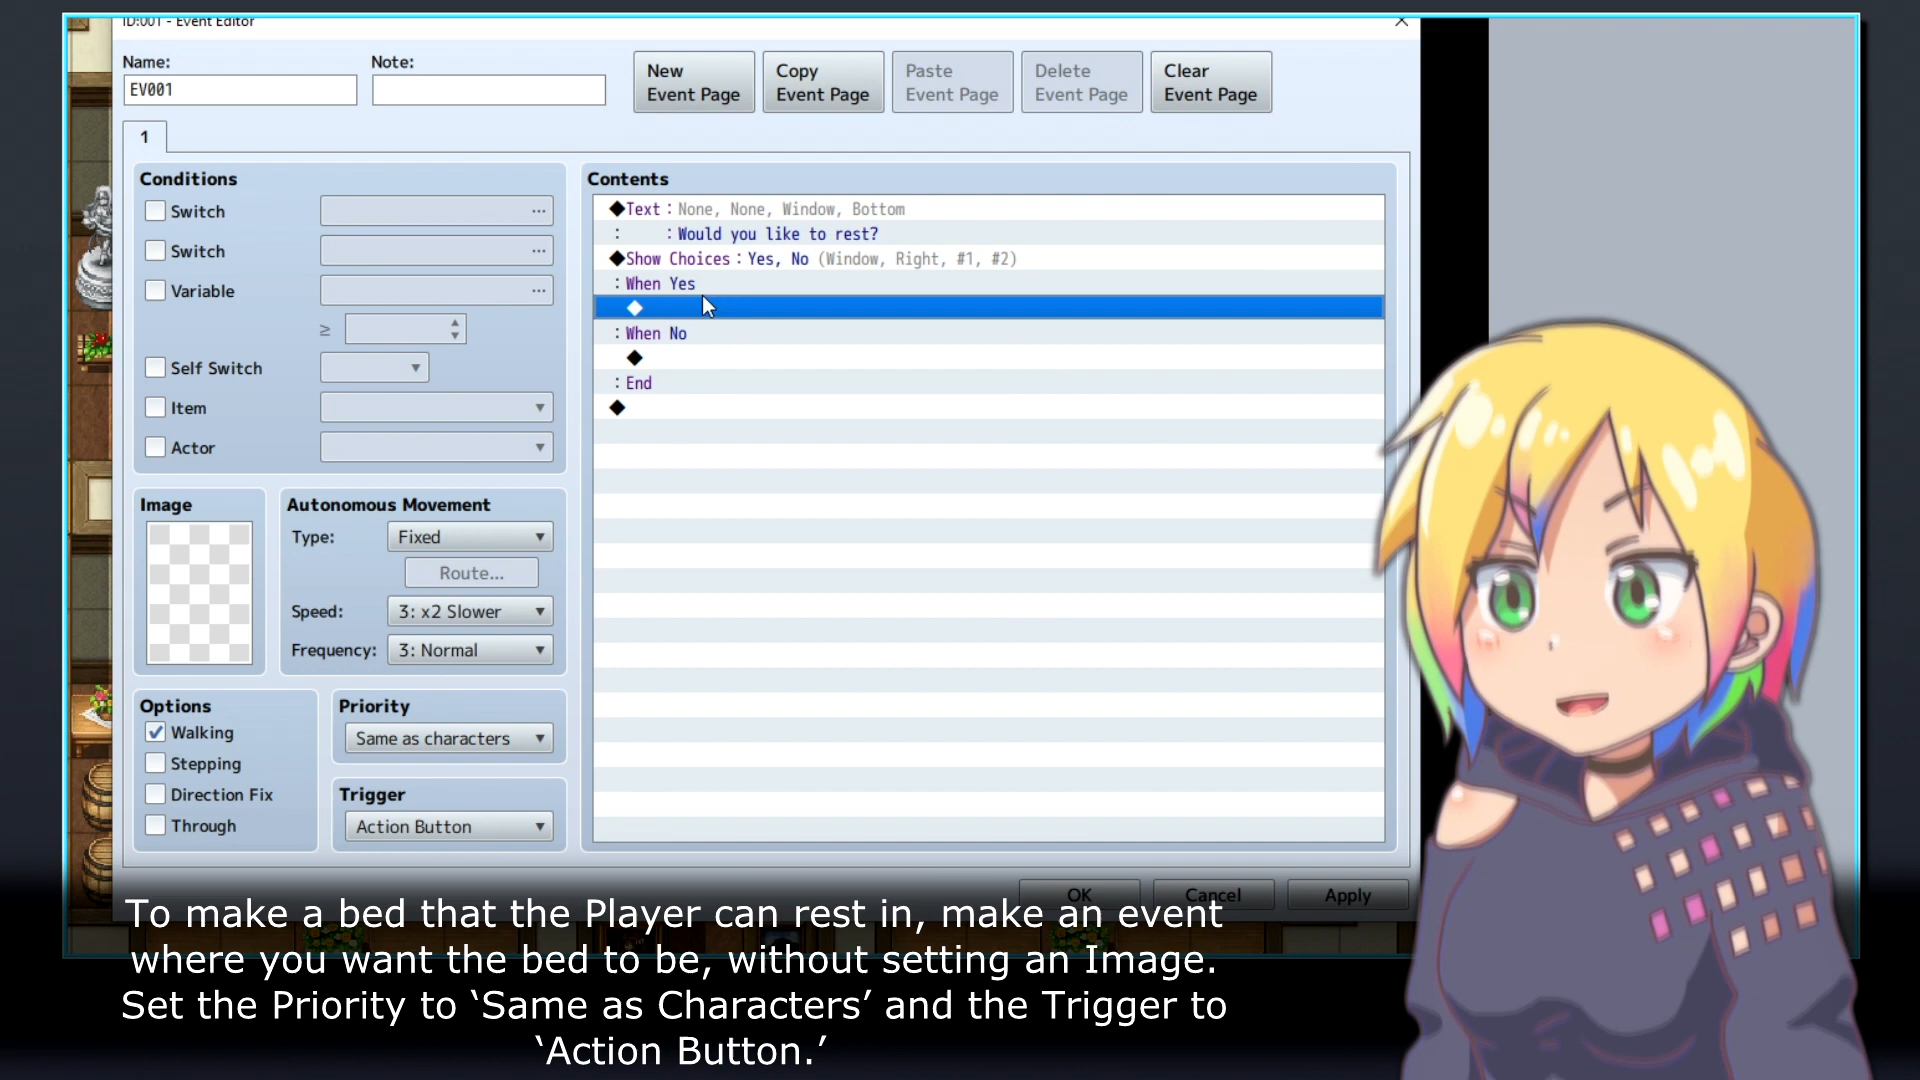 ID:001 - Event Editor
Name:
Note:
EV001
New
Event Page
Copy
Event Page
Paste
Event Page
Delete
Event Page
Clear
Event Page
1
Conditions
Switch
...
Switch
...
Variable
...
≥
Self Switch
Item
Actor
Image
Autonomous Movement
Type:
Fixed
Route...
Speed:
3: x2 Slower
Frequency:
3: Normal
Options
Walking
Stepping
Direction Fix
Through
Priority
Same as characters
Trigger
Action Button
Contents
◆Text : None, None, Window, Bottom
: : Would you like to rest?
◆Show Choices : Yes, No (Window, Right, #1, #2)
: When Yes
◆
: When No
◆
: End
◆
OK
Cancel
Apply
To make a bed that the Player can rest in, make an event
where you want the bed to be, without setting an Image.
Set the Priority to ‘Same as Characters’ and the Trigger to
‘Action Button.’